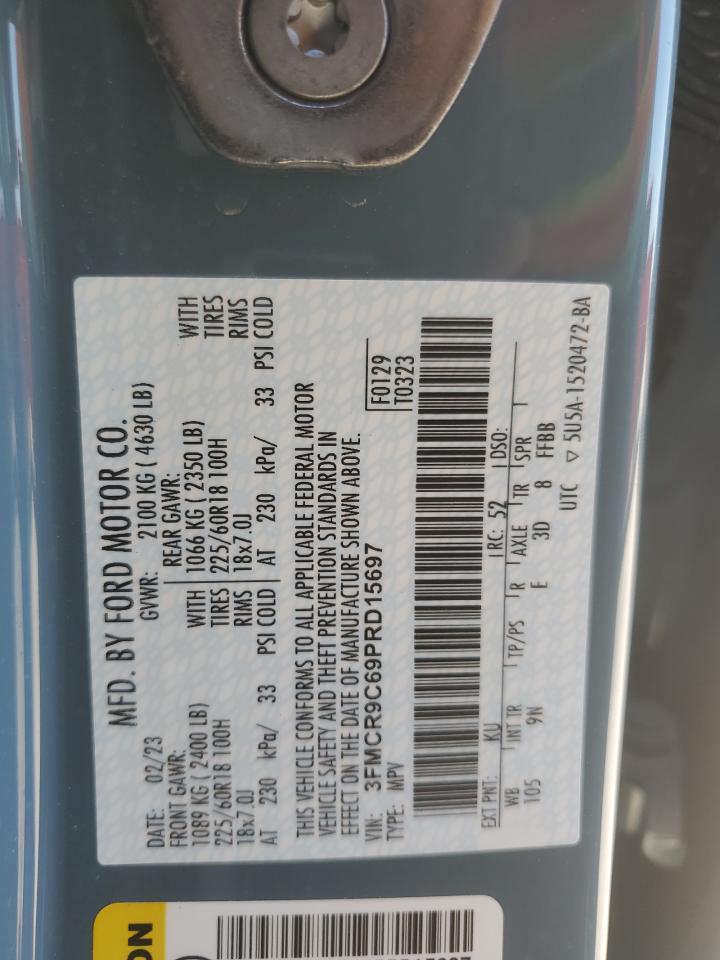 MFD. BY FORD MOTOR CO.
DATE: 02/23 GVWR: 2100 KG ( 4630 LB)
FRONT GAWR: REAR GAWR:
1089 KG ( 2400 LB) WITH 1066 KG ( 2350 LB) WITH
225/60R18 100H TIRES 225/60R18 100H TIRES
18x7.0J RIMS 18x7.0J RIMS
AT 230 kPa/ 33 PSI COLD AT 230 kPa/ 33 PSI COLD
THIS VEHICLE CONFORMS TO ALL APPLICABLE FEDERAL MOTOR
VEHICLE SAFETY AND THEFT PREVENTION STANDARDS IN
EFFECT ON THE DATE OF MANUFACTURE SHOWN ABOVE.
VIN: 3FMCR9C69PRD15697 F0129
TYPE: MPV T0323
EXT PNT: KU RC: 52 DSO:
WB INT TR TP/PS R AXLE TR SPR
105 9N E 3D 8 FFBB
UTC ▽ 5U5A-1520472-BA
ON